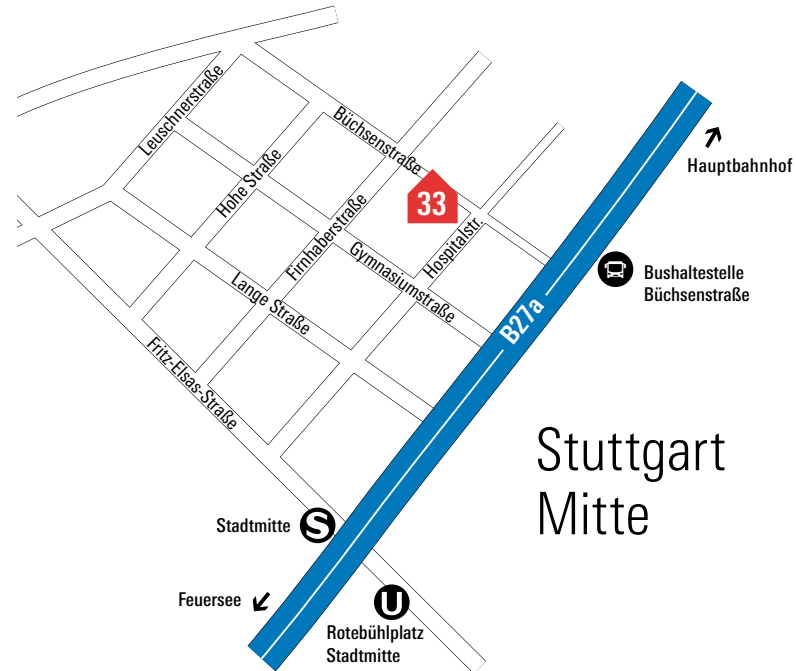 Leuschnerstraße
Büchsenstraße
Hauptbahnhof
Hohe Straße
33
Firnhaberstraße
Hospitalstr.
Gymnasiumstraße
Bushaltestelle
Büchsenstraße
Lange Straße
B27a
Fritz-Elsas-Straße
Stuttgart
Mitte
Stadtmitte
S
Feuersee
U
Rotebühlplatz
Stadtmitte